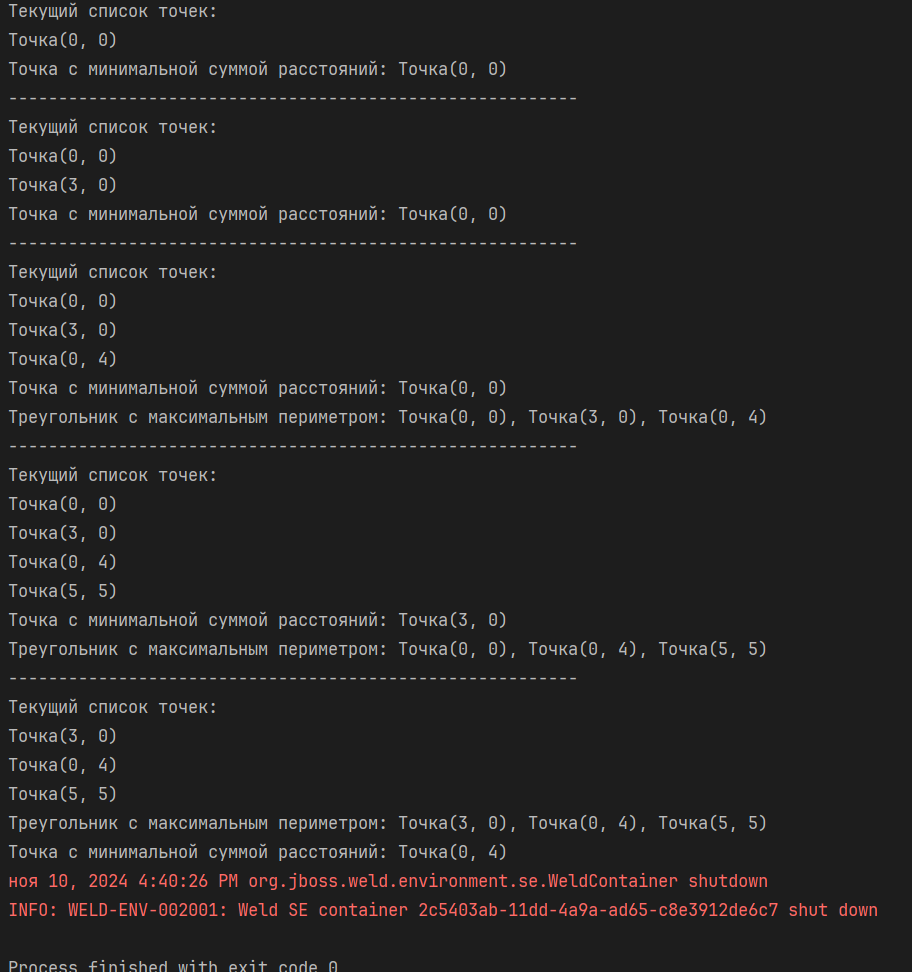 Текущий список точек:
Точка(0, 0)
Точка с минимальной суммой расстояний: Точка(0, 0)
---------------------------------------------------------
Текущий список точек:
Точка(0, 0)
Точка(3, 0)
Точка с минимальной суммой расстояний: Точка(0, 0)
---------------------------------------------------------
Текущий список точек:
Точка(0, 0)
Точка(3, 0)
Точка(0, 4)
Точка с минимальной суммой расстояний: Точка(0, 0)
Треугольник с максимальным периметром: Точка(0, 0), Точка(3, 0), Точка(0, 4)
---------------------------------------------------------
Текущий список точек:
Точка(0, 0)
Точка(3, 0)
Точка(0, 4)
Точка(5, 5)
Точка с минимальной суммой расстояний: Точка(3, 0)
Треугольник с максимальным периметром: Точка(0, 0), Точка(0, 4), Точка(5, 5)
---------------------------------------------------------
Текущий список точек:
Точка(3, 0)
Точка(0, 4)
Точка(5, 5)
Треугольник с максимальным периметром: Точка(3, 0), Точка(0, 4), Точка(5, 5)
Точка с минимальной суммой расстояний: Точка(0, 4)
ноя 10, 2024 4:40:26 PM org.jboss.weld.environment.se.WeldContainer shutdown
INFO: WELD-ENV-002001: Weld SE container 2c5403ab-11dd-4a9a-ad65-c8e3912de6c7 shut down
Process finished with exit code 0